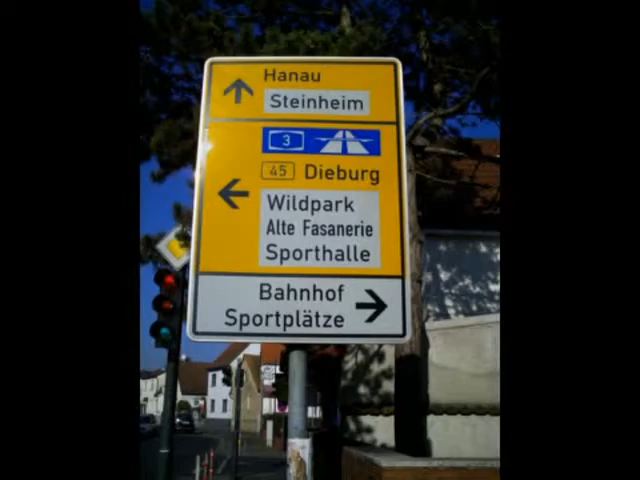 Hanau
Steinheim
3
45 Dieburg
Wildpark
Alte Fasanerie
Sporthalle
Bahnhof
Sportplätze